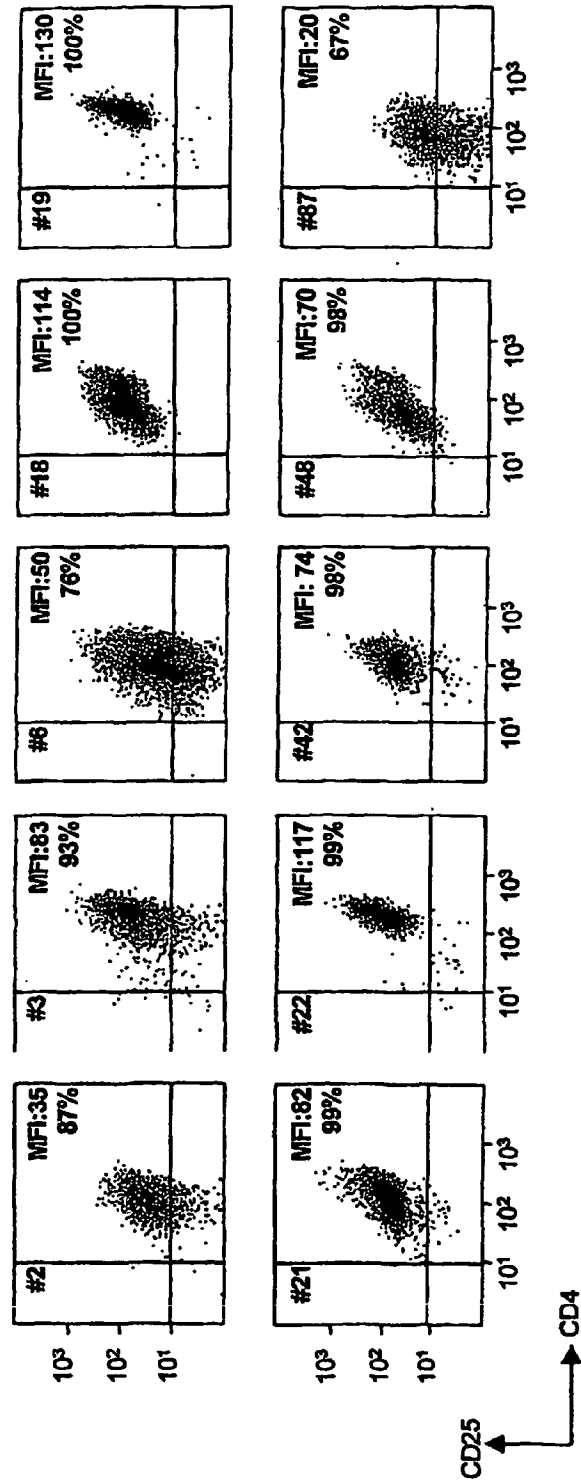 #2
MFI:35
87%
#3
MFI:83
93%
#6
MFI:50
76%
#18
MFI:114
100%
#19
MFI:130
100%
10³
10²
10¹
#21
MFI:82
99%
#22
MFI:117
99%
#42
MFI: 74
98%
#48
MFI:70
98%
#87
MFI:20
67%
10³
10²
10¹
10¹ 10² 10³
10¹ 10² 10³
10¹ 10² 10³
10¹ 10² 10³
10¹ 10² 10³
CD25
CD4